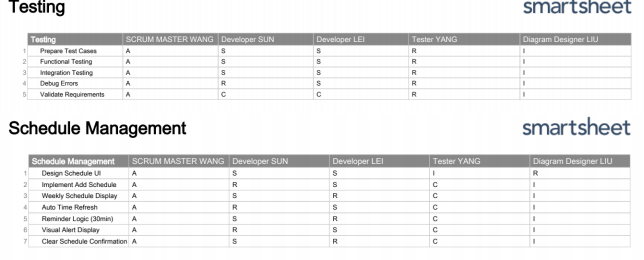 Testing
smartsheet
Testing SCRUM MASTER WANG Developer SUN Developer LEI Tester YANG Diagram Designer LIU
1 Prepare Test Cases A S S R I
2 Functional Testing A S S R I
3 Integration Testing A S S R I
4 Debug Errors A R S R I
5 Validate Requirements A C C R I
Schedule Management
smartsheet
Schedule Management SCRUM MASTER WANG Developer SUN Developer LEI Tester YANG Diagram Designer LIU
1 Design Schedule UI A S S I R
2 Implement Add Schedule A R S C I
3 Weekly Schedule Display A S R C I
4 Auto Time Refresh A R S C I
5 Reminder Logic (30min) A S R C I
6 Visual Alert Display A R S C I
7 Clear Schedule Confirmation A S R C I